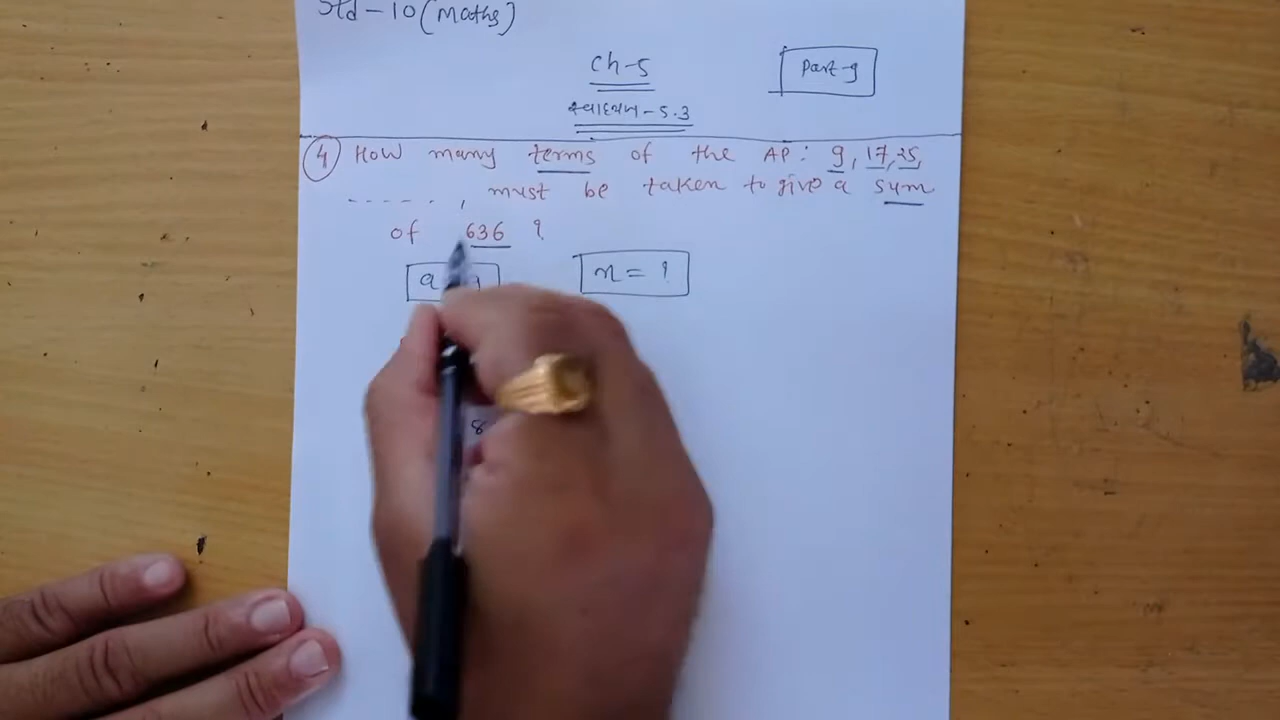 Std - 10 (Maths)
Ch-5
Part-9
સ્વાધ્યાય - 5.3
4 How many terms of the AP: 9, 17, 25,
- - - - - - , must be taken to give a sum
of 636 ?
a
n = ?
8